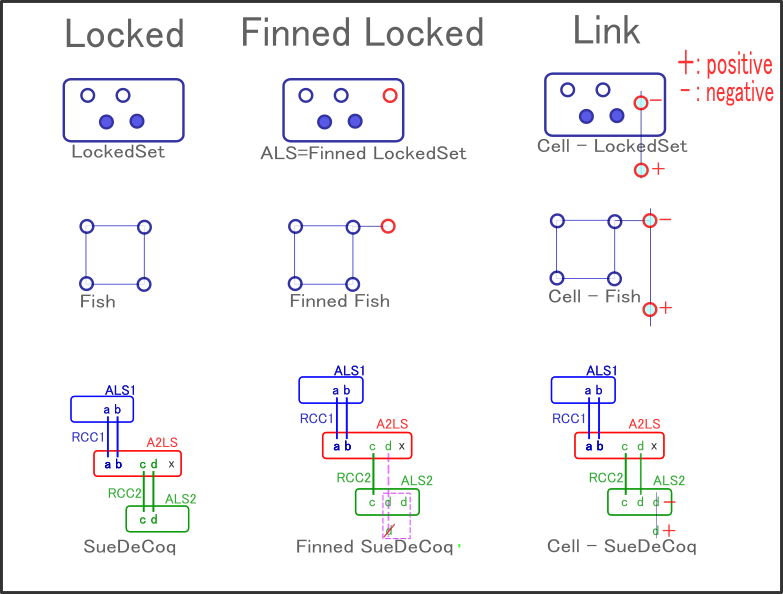 Locked
Finned Locked
Link
+: positive
-: negative
LockedSet
ALS=Finned LockedSet
-
+
Cell - LockedSet
Fish
Finned Fish
-
+
Cell - Fish
ALS1
a b
RCC1
A2LS
a b c d x
RCC2
ALS2
c d
SueDeCoq
ALS1
a b
RCC1
A2LS
a b c d x
RCC2
ALS2
c d d
d
Finned SueDeCoq
ALS1
a b
RCC1
A2LS
a b c d x
RCC2
ALS2
c d d +
d +
Cell - SueDeCoq